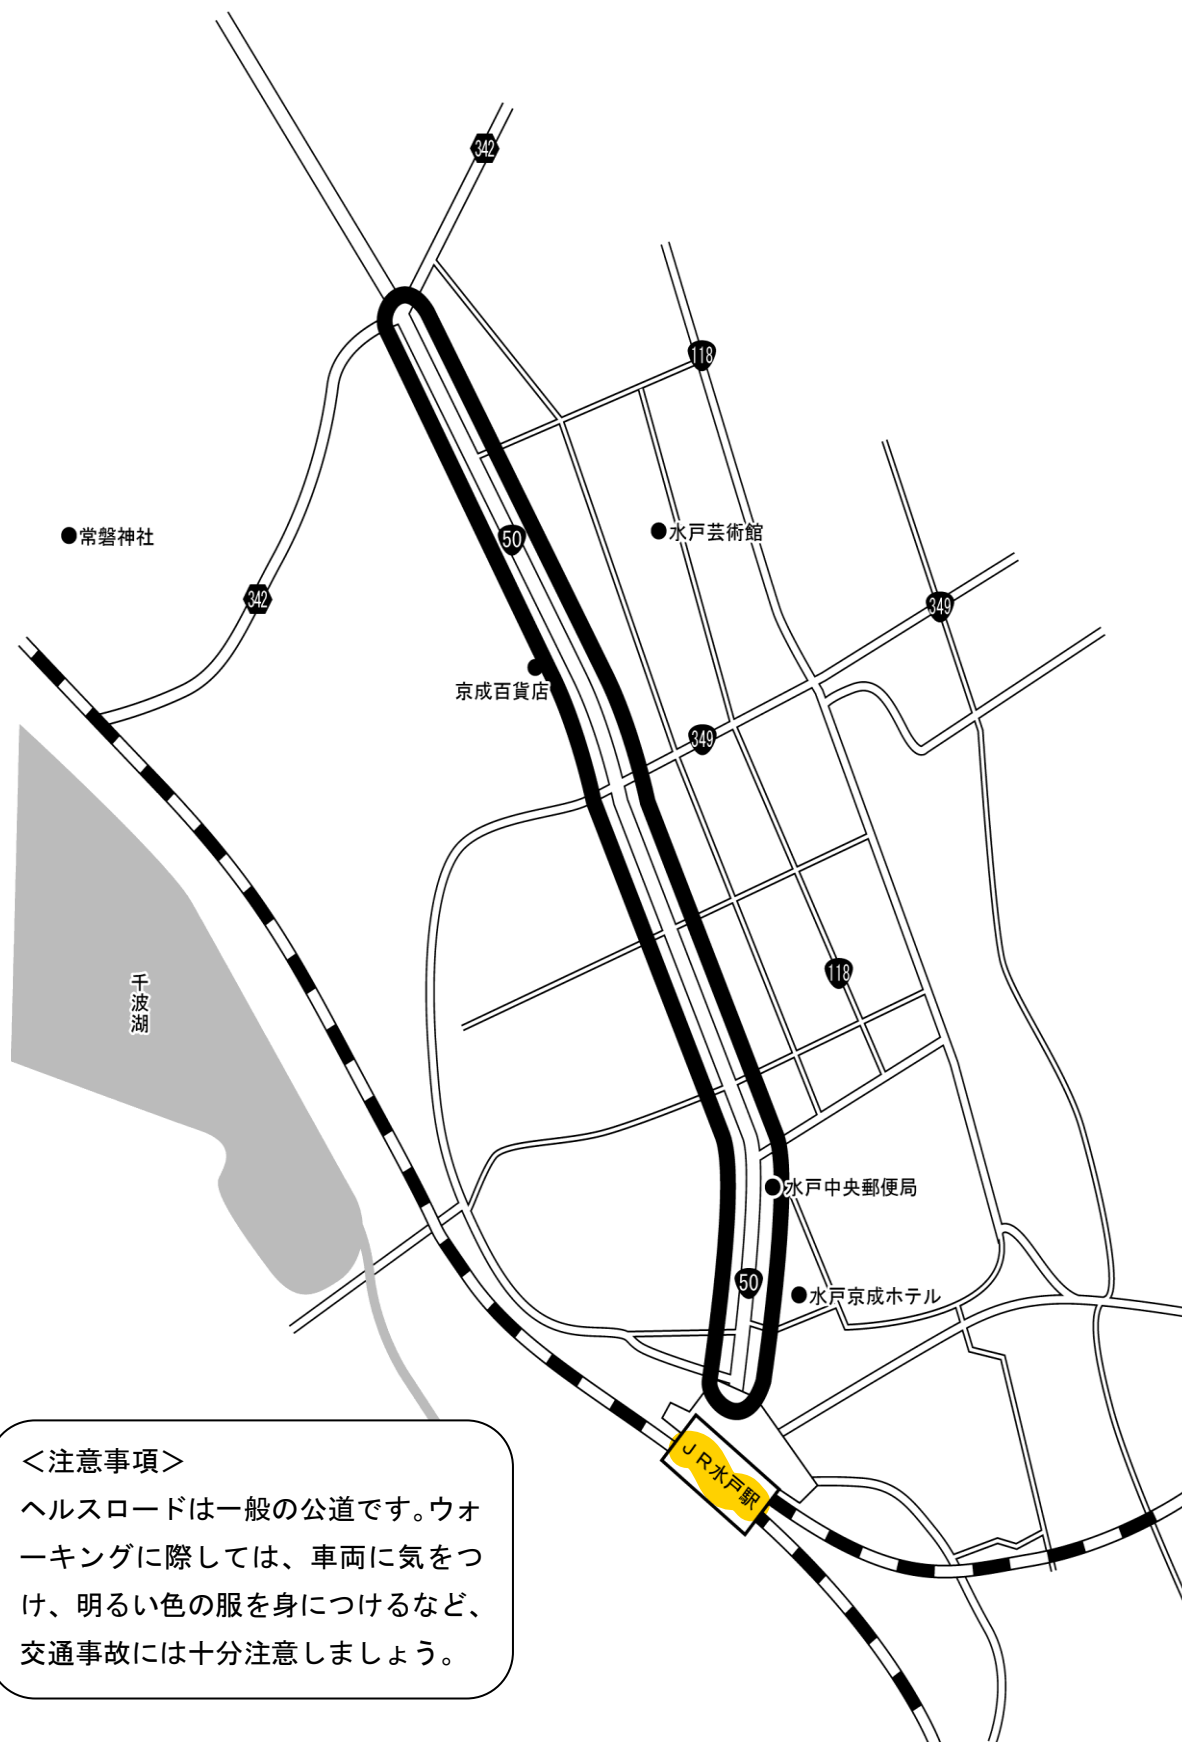 342
118
50
水戸芸術館
常磐神社
342
349
京成百貨店
349
118
千波湖
水戸中央郵便局
50
水戸京成ホテル
JR水戸駅
＜注意事項＞
ヘルスロードは一般の公道です。ウォ
ーキングに際しては、車両に気をつ
け、明るい色の服を身につけるなど、
交通事故には十分注意しましょう。